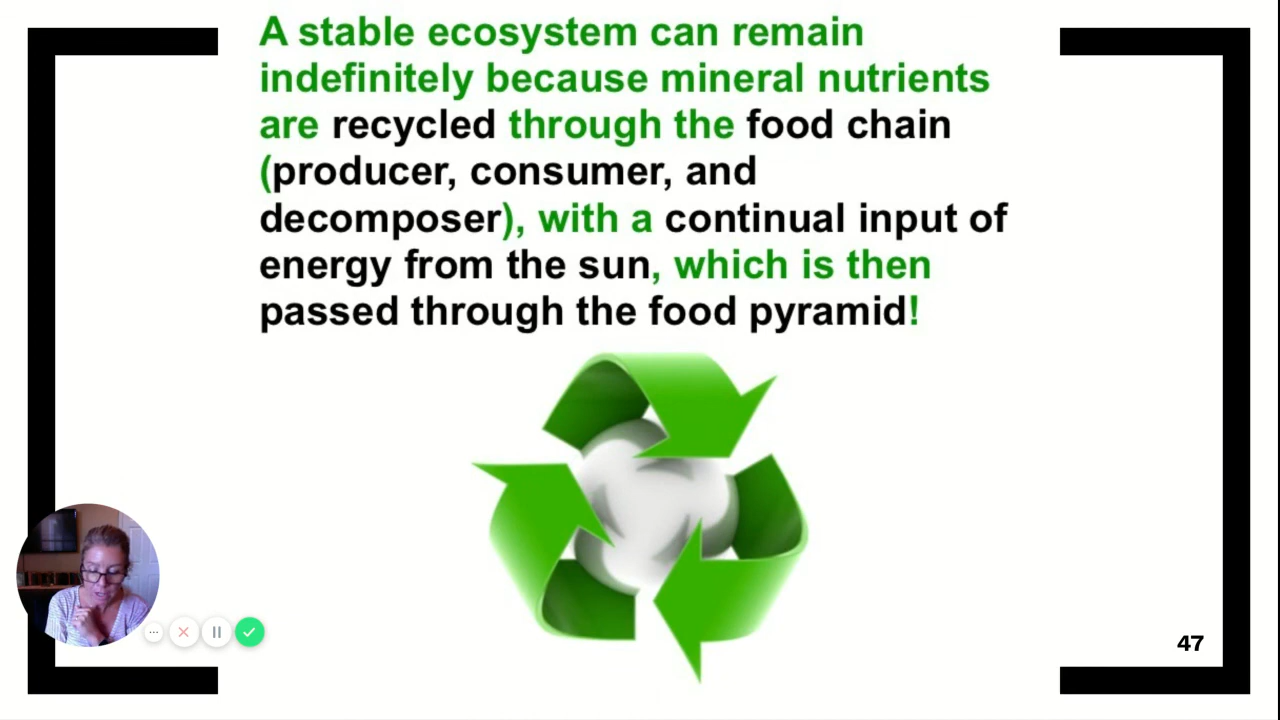 A stable ecosystem can remain
indefinitely because mineral nutrients
are recycled through the food chain
(producer, consumer, and
decomposer), with a continual input of
energy from the sun, which is then
passed through the food pyramid!
47